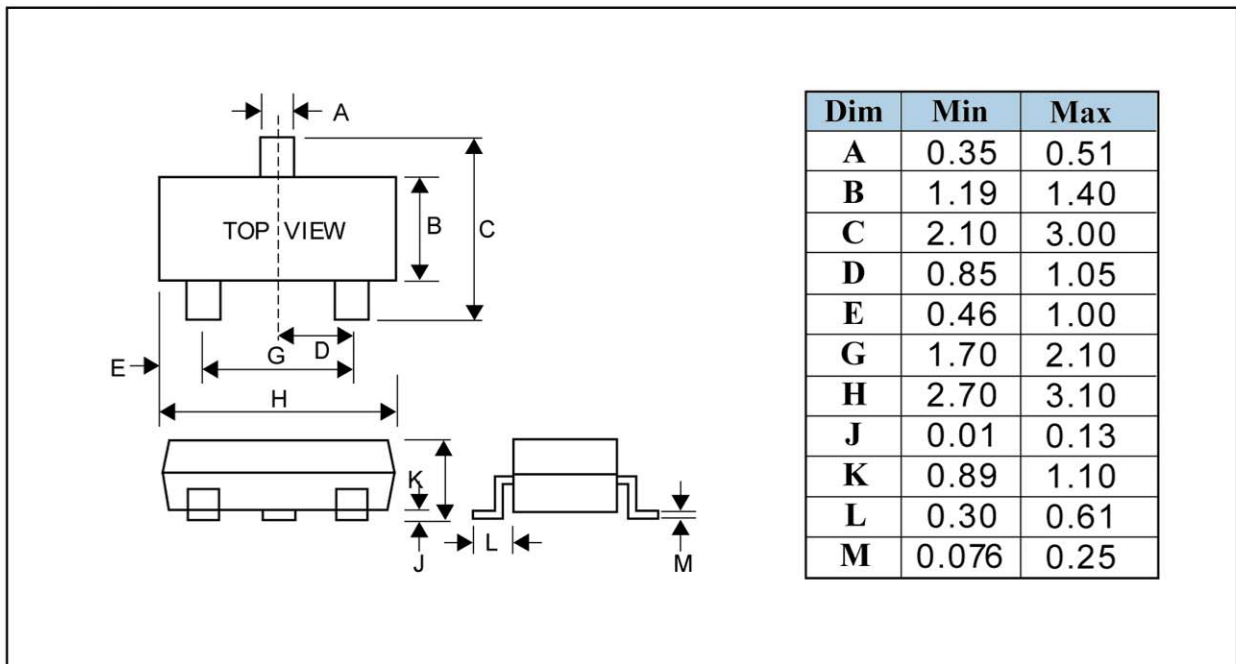 A
TOP VIEW
B
C
D
G
E
H
K
J
L
M
Dim Min Max
A 0.35 0.51
B 1.19 1.40
C 2.10 3.00
D 0.85 1.05
E 0.46 1.00
G 1.70 2.10
H 2.70 3.10
J 0.01 0.13
K 0.89 1.10
L 0.30 0.61
M 0.076 0.25